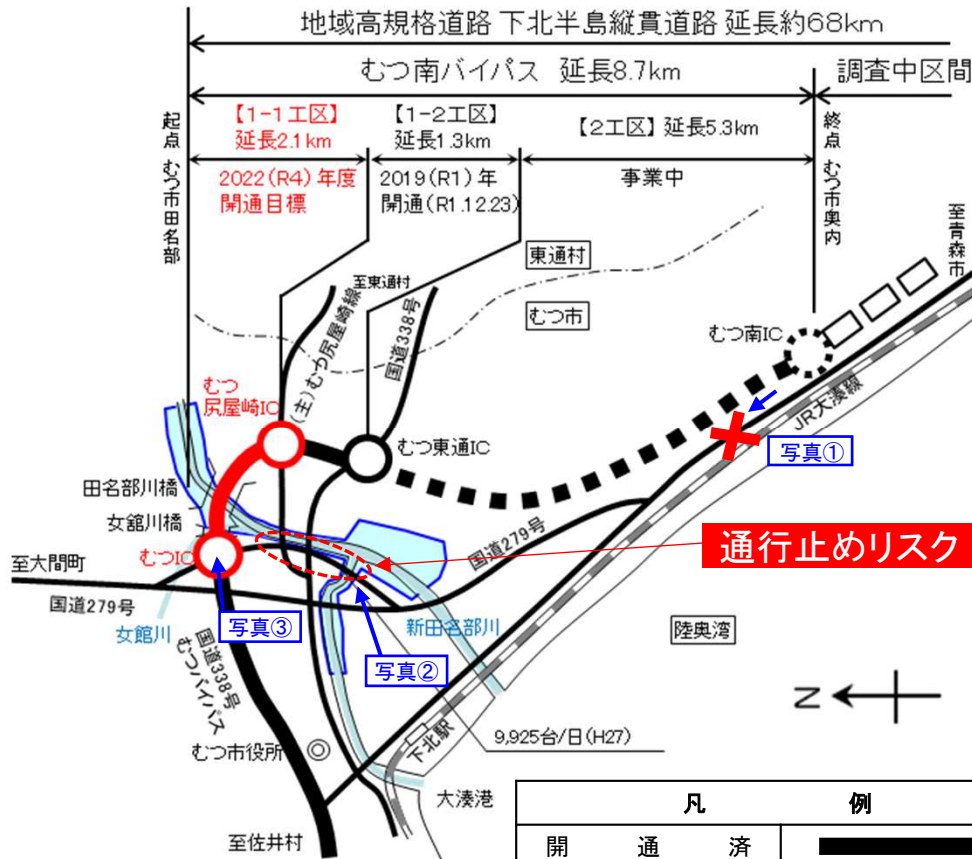 地域高規格道路 下北半島縦貫道路 延長約68km
むつ南バイパス 延長8.7km
調査中区間
【1-1工区】
延長2.1km
【1-2工区】
延長1.3km
【2工区】延長5.3km
起点 むつ市田名部
2022(R4)年度
開通目標
2019(R1)年
開通(R1.12.23)
事業中
終点 むつ市奥内
至青森市
東通村
至東通村
むつ市
(主)むつ尻屋崎線
国道338号
むつ南IC
むつ
尻屋崎IC
JR大湊線
むつ東通IC
写真①
田名部川橋
女舘川橋
国道279号
通行止めリスク
むつIC
至大間町
国道279号
女舘川
写真③
新田名部川
陸奥湾
写真②
国道338号
むつバイパス
N
9,925台/日(H27)
下北駅
むつ市役所
大湊港
凡例
至佐井村
開通済